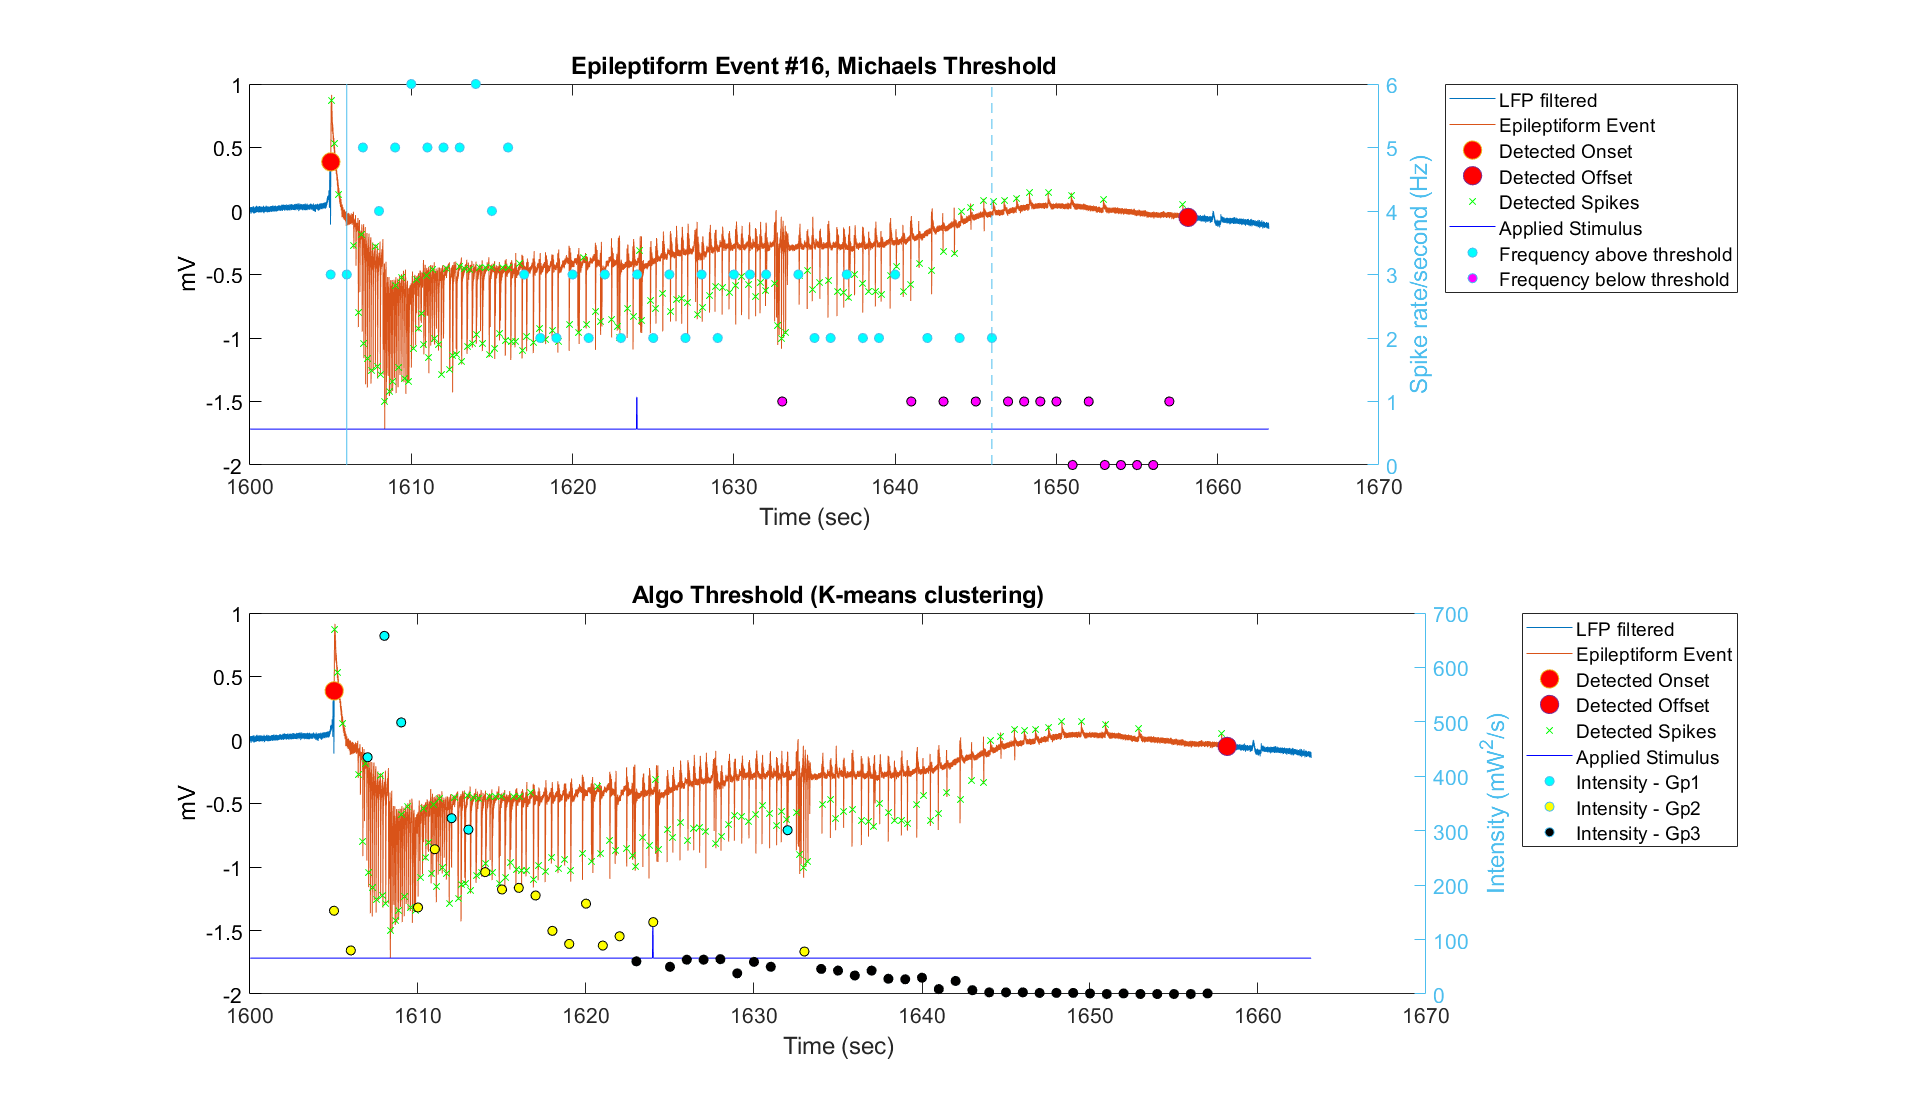 Epileptiform Event #16, Michaels Threshold
1
0.5
0
-0.5
-1
-1.5
-2
mV
6
5
4
3
2
1
0
Spike rate/second (Hz)
1600 1610 1620 1630 1640 1650 1660 1670
Time (sec)
LFP filtered
Epileptiform Event
Detected Onset
Detected Offset
Detected Spikes
Applied Stimulus
Frequency above threshold
Frequency below threshold
Algo Threshold (K-means clustering)
1
0.5
0
-0.5
-1
-1.5
-2
mV
700
600
500
400
300
200
100
0
Intensity (mW²/s)
1600 1610 1620 1630 1640 1650 1660 1670
Time (sec)
LFP filtered
Epileptiform Event
Detected Onset
Detected Offset
Detected Spikes
Applied Stimulus
Intensity - Gp1
Intensity - Gp2
Intensity - Gp3